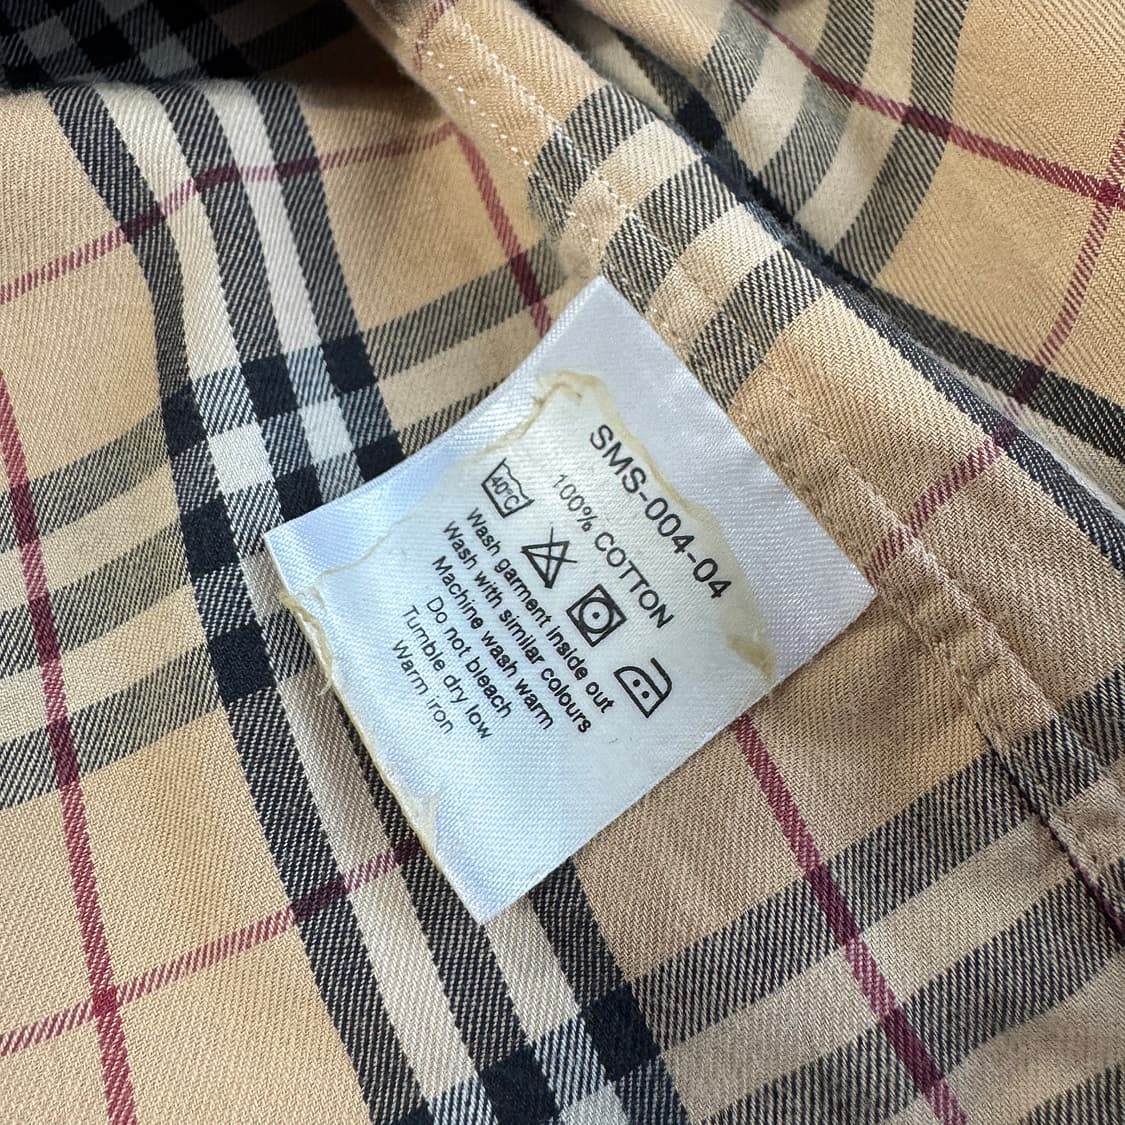 SMS-004-04
100% COTTON
40°C
Wash garment inside out
Wash with similar colours
Machine wash warm
Do not bleach
Tumble dry low
Warm iron